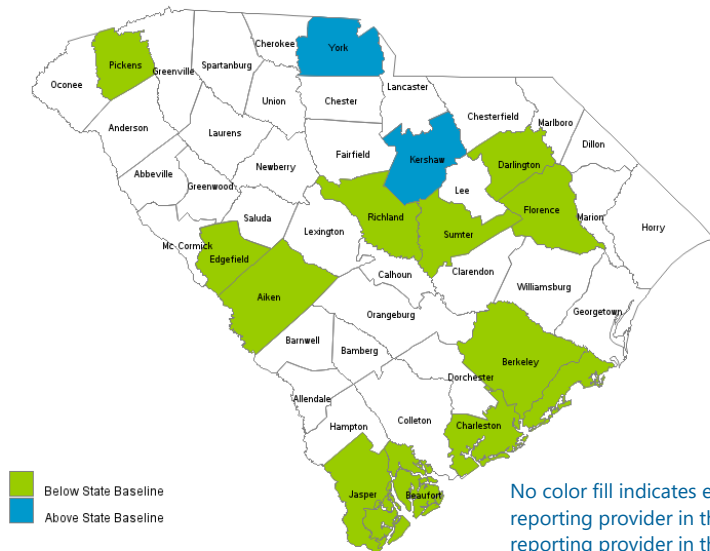 York
Cherokee
Pickens
Spartanburg
Greenville
Oconee
Lancaster
Union
Chester
Chesterfield
Marlboro
Anderson
Laurens
Dillon
Fairfield
Kershaw
Darlington
Newberry
Abbeville
Lee
Greenwood
Florence
Saluda
Richland
Marion
Horry
Lexington
Sumter
Mc Cormick
Edgefield
Calhoun
Clarendon
Williamsburg
Aiken
Orangeburg
Georgetown
Barnwell
Bamberg
Berkeley
Dorchester
Allendale
Colleton
Charleston
Hampton
Jasper
Beaufort
Below State Baseline
Above State Baseline
No color fill indicates
reporting provider in
reporting provider in